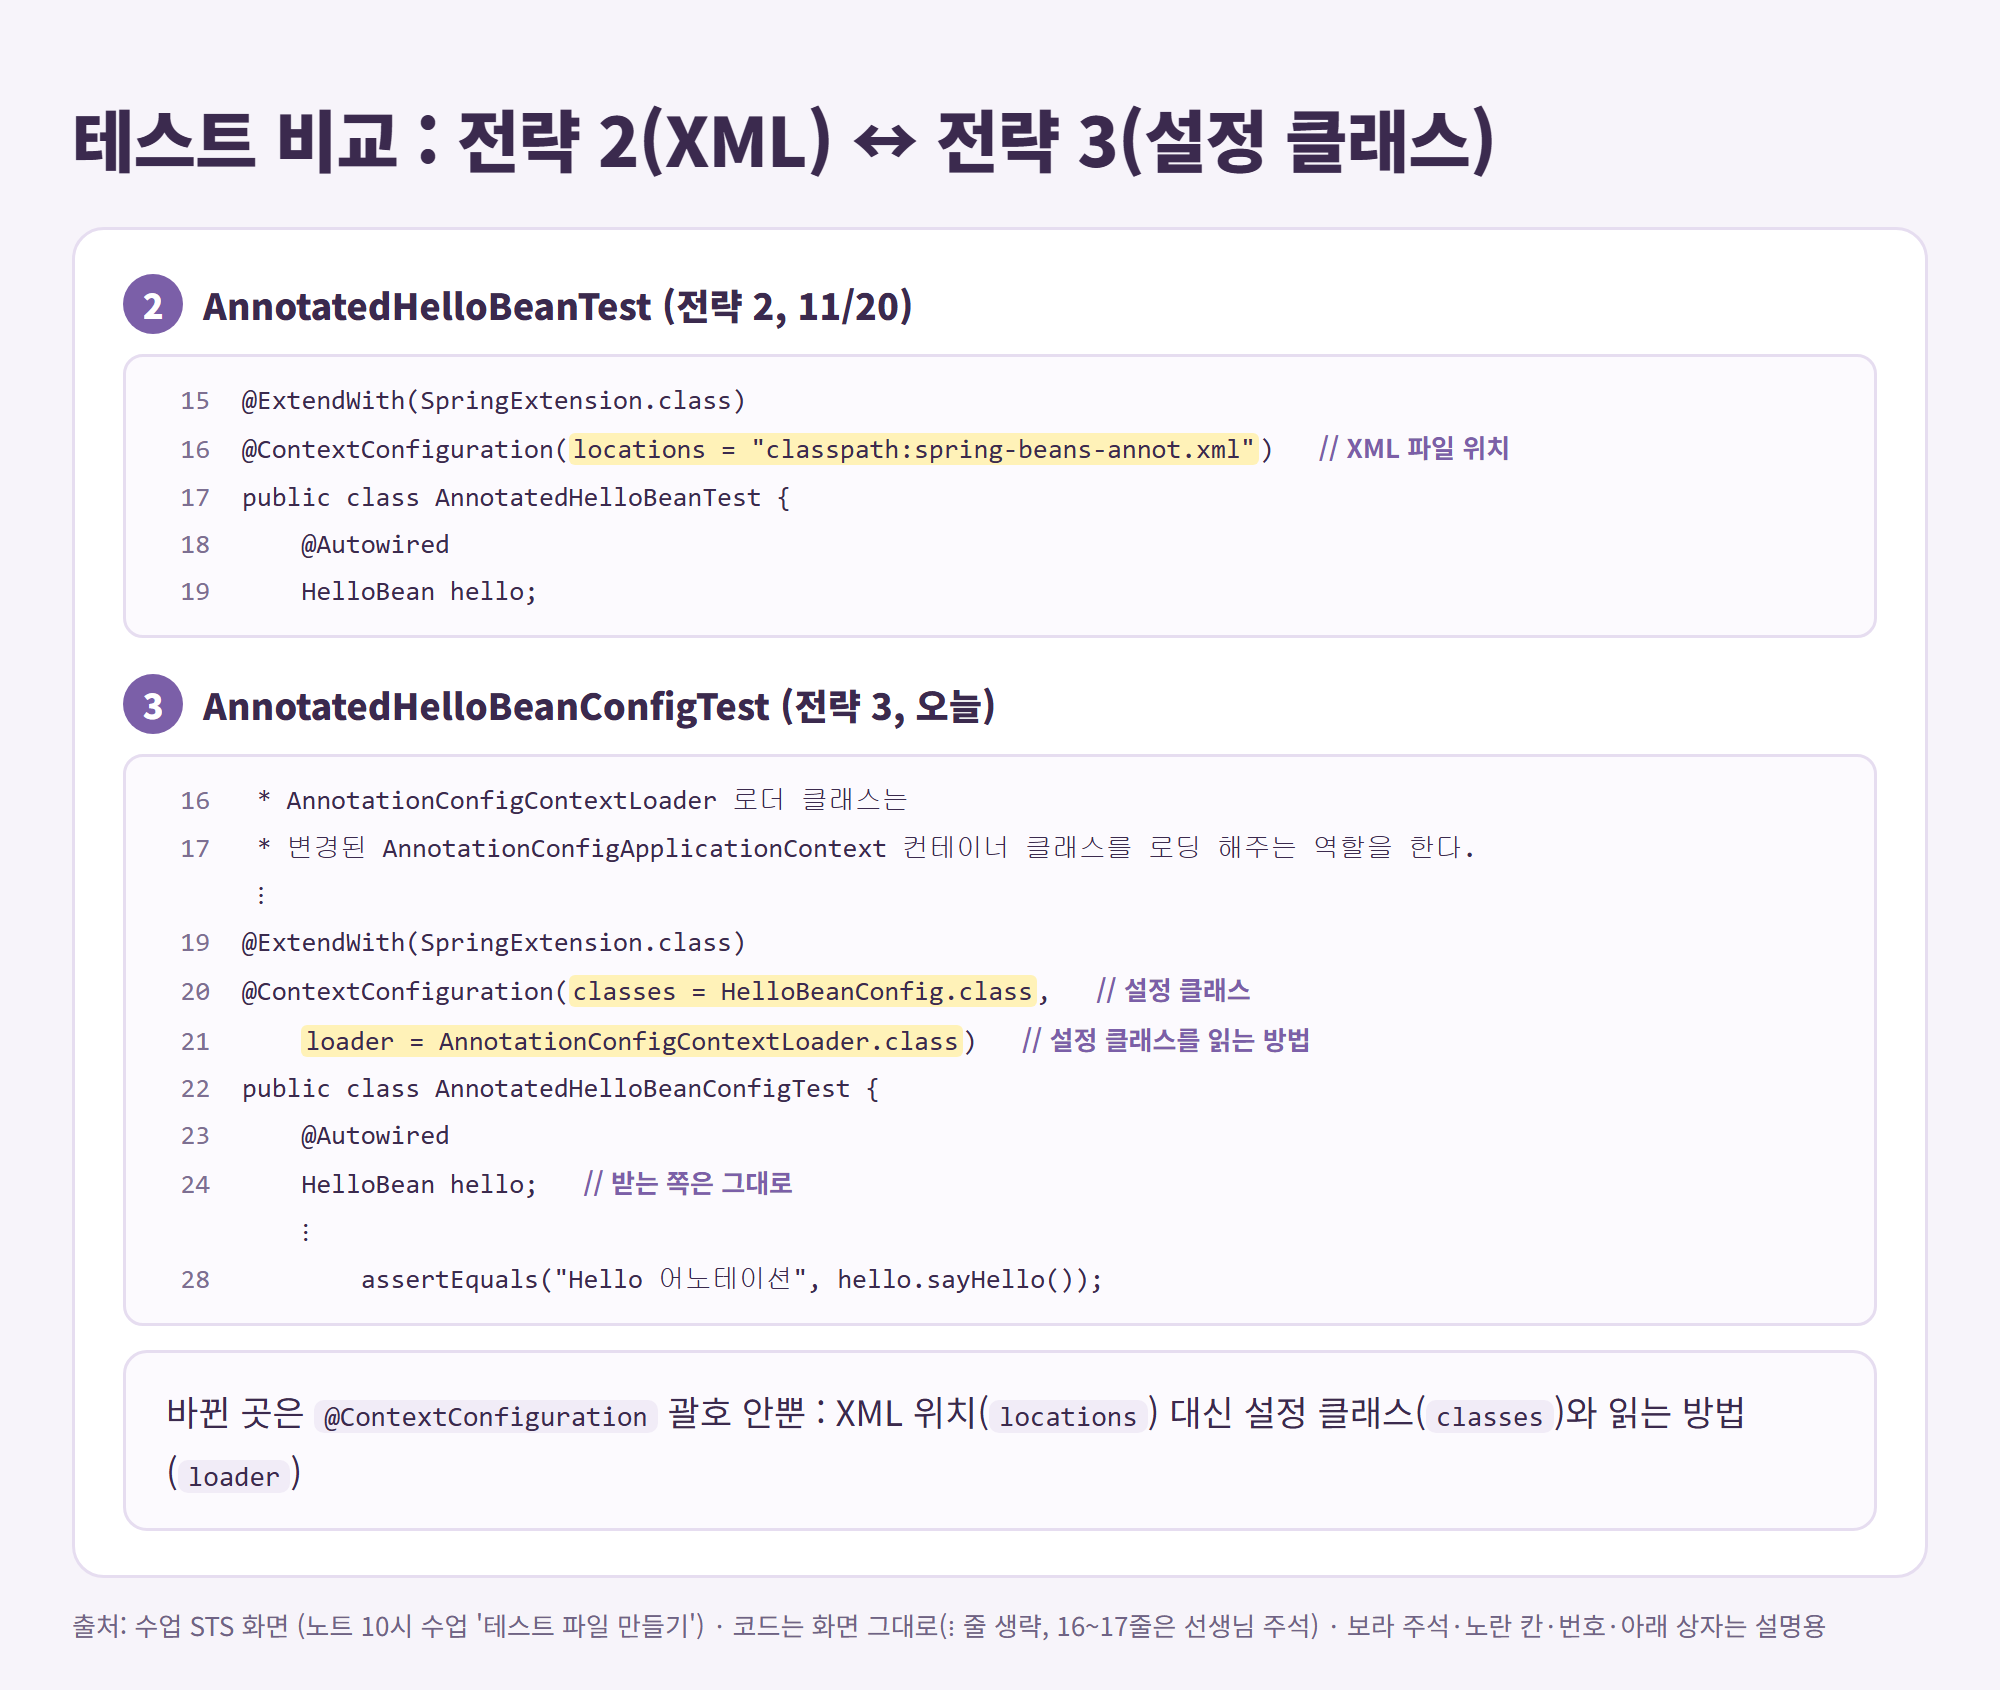 테스트 비교 : 전략 2(XML) ↔ 전략 3(설정 클래스)
2 AnnotatedHelloBeanTest (전략 2, 11/20)
15 @ExtendWith(SpringExtension.class)
16 @ContextConfiguration(locations = "classpath:spring-beans-annot.xml") // XML 파일 위치
17 public class AnnotatedHelloBeanTest {
18     @Autowired
19     HelloBean hello;
3 AnnotatedHelloBeanConfigTest (전략 3, 오늘)
16  * AnnotationConfigContextLoader 로더 클래스는
17  * 변경된 AnnotationConfigApplicationContext 컨테이너 클래스를 로딩 해주는 역할을 한다.
⋮
19 @ExtendWith(SpringExtension.class)
20 @ContextConfiguration(classes = HelloBeanConfig.class, // 설정 클래스
21     loader = AnnotationConfigContextLoader.class) // 설정 클래스를 읽는 방법
22 public class AnnotatedHelloBeanConfigTest {
23     @Autowired
24     HelloBean hello; // 받는 쪽은 그대로
⋮
28         assertEquals("Hello 어노테이션", hello.sayHello());
바뀐 곳은 @ContextConfiguration 괄호 안뿐 : XML 위치(locations) 대신 설정 클래스(classes)와 읽는 방법
(loader)
출처: 수업 STS 화면 (노트 10시 수업 '테스트 파일 만들기') · 코드는 화면 그대로(⋮ 줄 생략, 16~17줄은 선생님 주석) · 보라 주석·노란 칸·번호·아래 상자는 설명용